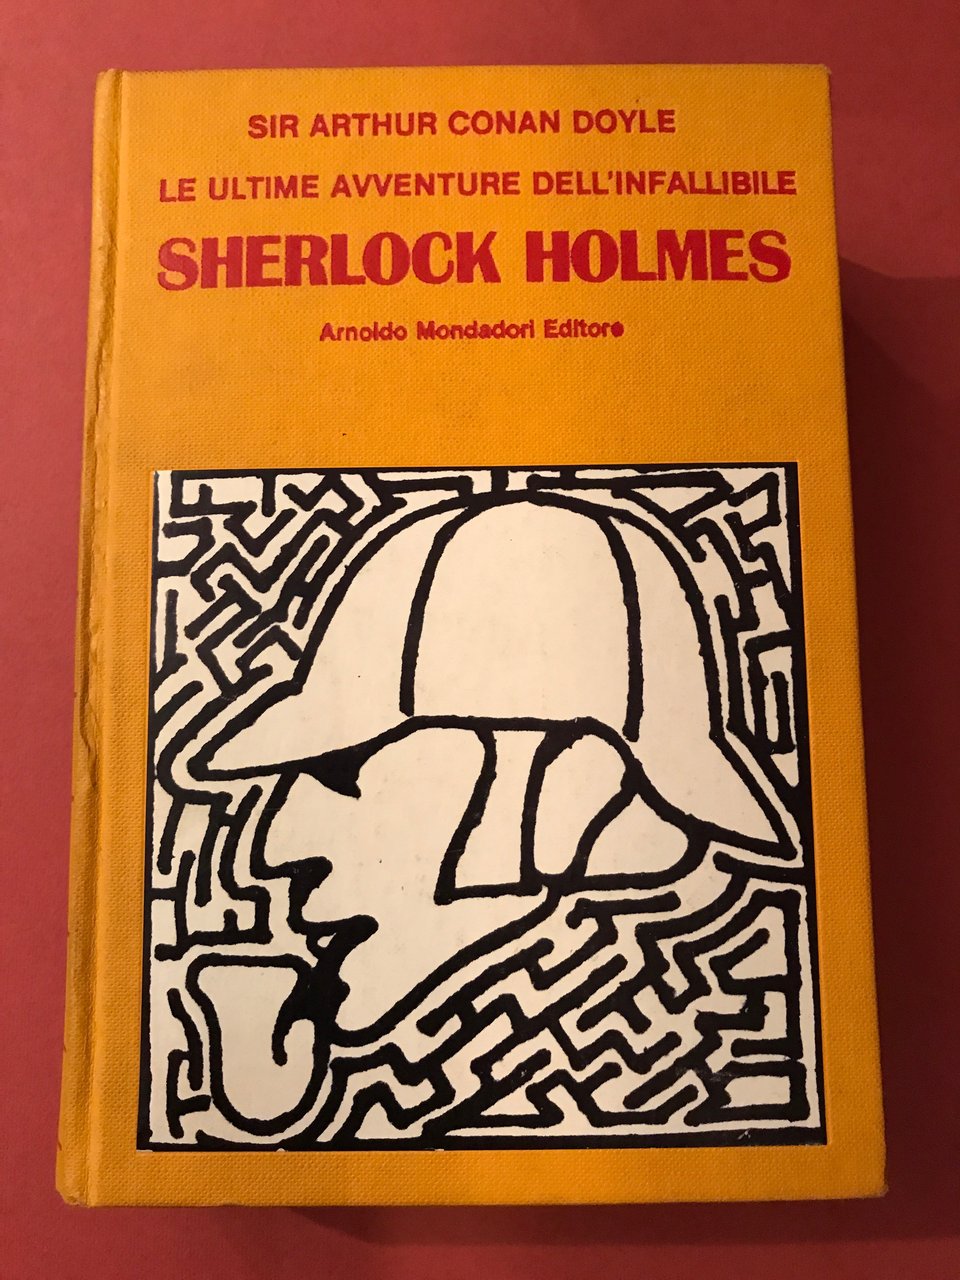 SIR ARTHUR CONAN DOYLE
LE ULTIME AVVENTURE DELL'INFALLIBILE
SHERLOCK HOLMES
Arnoldo Mondadori Editore